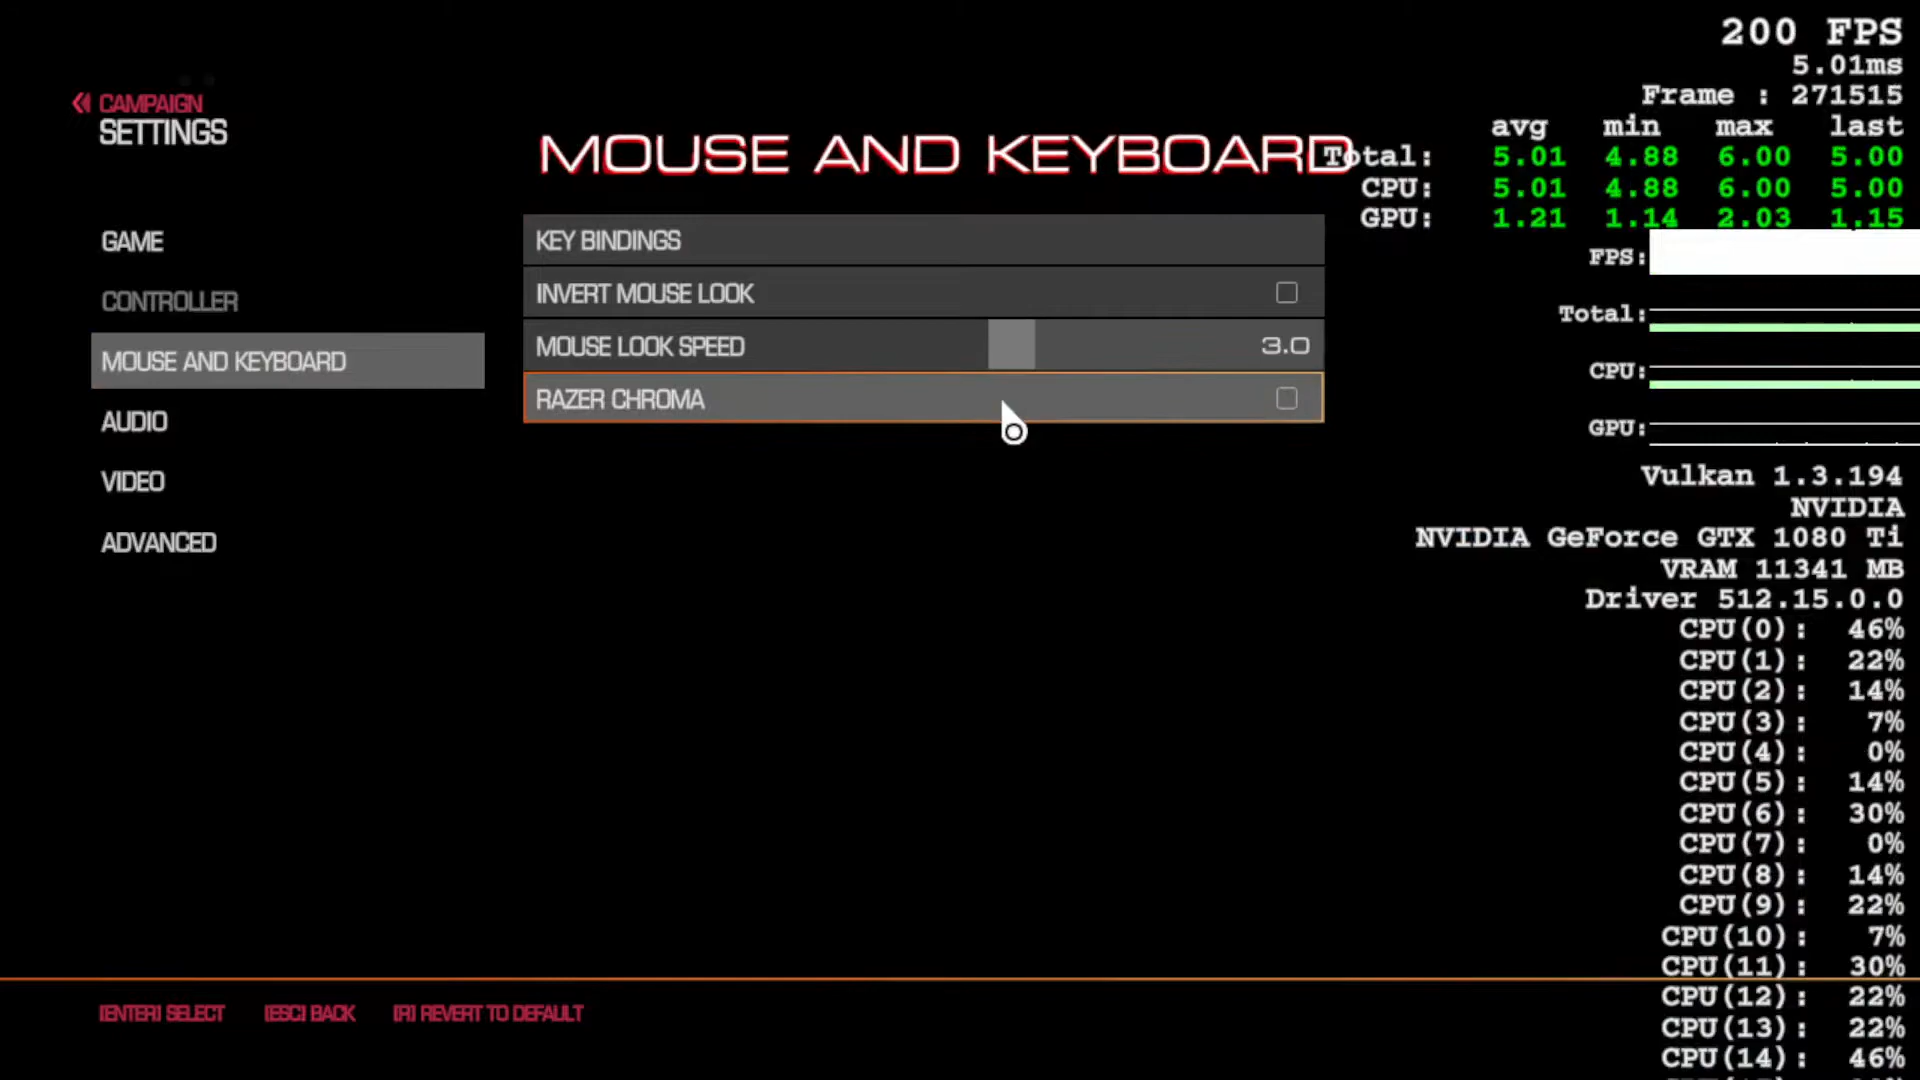 CAMPAIGN
SETTINGS
GAME
CONTROLLER
MOUSE AND KEYBOARD
AUDIO
VIDEO
ADVANCED
MOUSE AND KEYBOARD
KEY BINDINGS
INVERT MOUSE LOOK
MOUSE LOOK SPEED 3.0
RAZER CHROMA
[ENTER] SELECT [ESC] BACK [R] REVERT TO DEFAULT
200 FPS
5.01ms
Frame : 271515
avg min max last
Total: 5.01 4.88 6.00 5.00
CPU: 5.01 4.88 6.00 5.00
GPU: 1.21 1.14 2.03 1.15
FPS:
Total:
CPU:
GPU:
Vulkan 1.3.194
NVIDIA
NVIDIA GeForce GTX 1080 Ti
VRAM 11341 MB
Driver 512.15.0.0
CPU(0): 46%
CPU(1): 22%
CPU(2): 14%
CPU(3): 7%
CPU(4): 0%
CPU(5): 14%
CPU(6): 30%
CPU(7): 0%
CPU(8): 14%
CPU(9): 22%
CPU(10): 7%
CPU(11): 30%
CPU(12): 22%
CPU(13): 22%
CPU(14): 46%